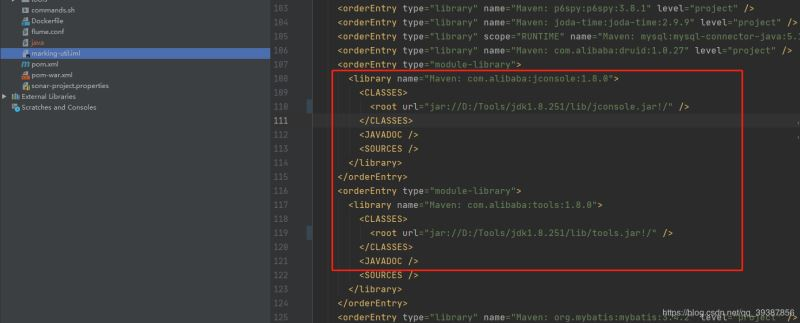 tools
commands.sh
Dockerfile
flume.conf
java
marking-util.iml
pom.xml
pom-war.xml
sonar-project.properties
External Libraries
Scratches and Consoles
103 <orderEntry type="library" name="Maven: p6spy:p6spy:3.8.1" level="project" />
104 <orderEntry type="library" name="Maven: joda-time:joda-time:2.9.9" level="project" />
105 <orderEntry type="library" scope="RUNTIME" name="Maven: mysql:mysql-connector-java:5.1
106 <orderEntry type="library" name="Maven: com.alibaba:druid:1.0.27" level="project" />
107 <orderEntry type="module-library">
108 <library name="Maven: com.alibaba:jconsole:1.8.0">
109 <CLASSES>
110 <root url="jar://D:/Tools/jdk1.8.251/lib/jconsole.jar!/" />
111 </CLASSES>
112 <JAVADOC />
113 <SOURCES />
114 </library>
115 </orderEntry>
116 <orderEntry type="module-library">
117 <library name="Maven: com.alibaba:tools:1.8.0">
118 <CLASSES>
119 <root url="jar://D:/Tools/jdk1.8.251/lib/tools.jar!/" />
120 </CLASSES>
121 <JAVADOC />
122 <SOURCES />
123 </library>
124 </orderEntry>
125 <orderEntry type="library" name="Maven: org.mybatis:mybatis:3.4.2" level="project" />
https://blog.csdn.net/qq_39387856